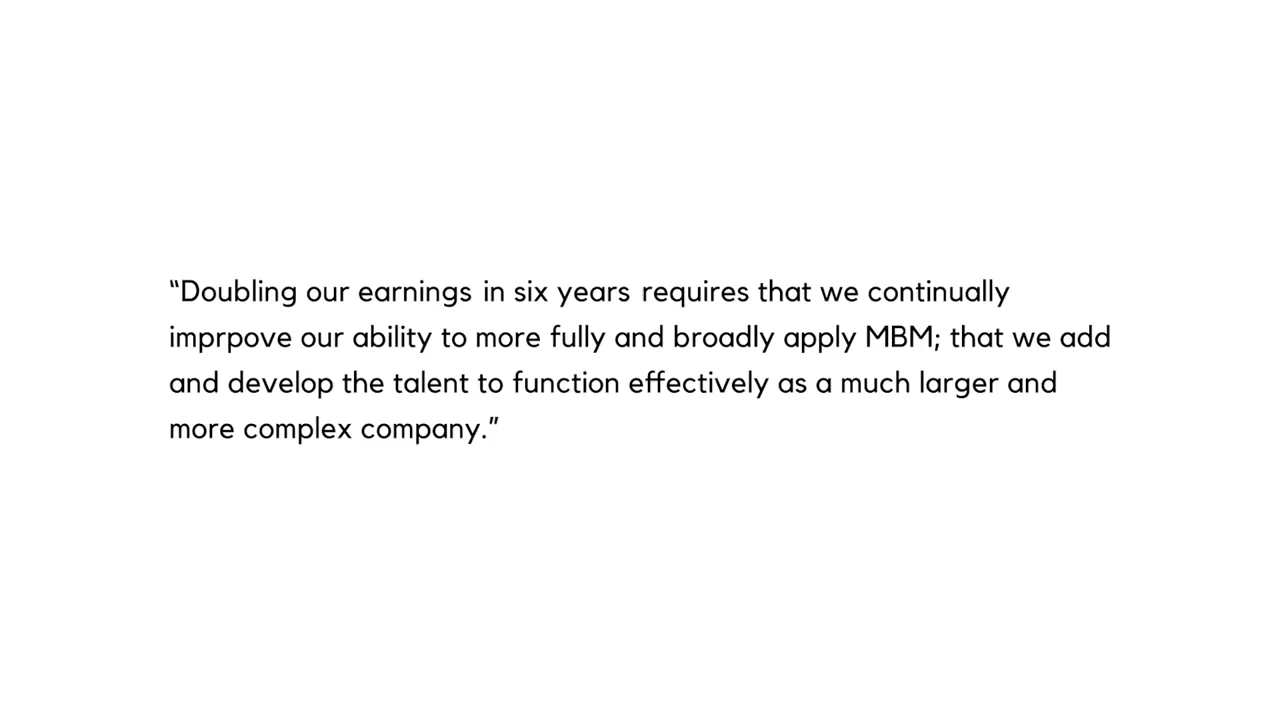 “Doubling our earnings in six years requires that we continually
imprpove our ability to more fully and broadly apply MBM; that we add
and develop the talent to function effectively as a much larger and
more complex company.”